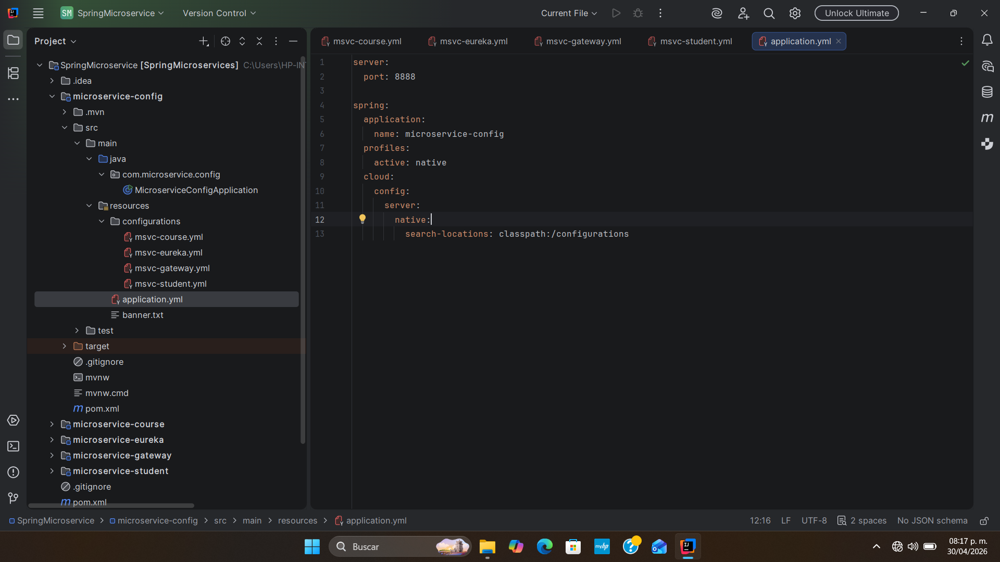 SM SpringMicroservice
Version Control
Current File
Unlock Ultimate
Project
msvc-course.yml
msvc-eureka.yml
msvc-gateway.yml
msvc-student.yml
application.yml
SpringMicroservice [SpringMicroservices] C:\Users\HP-IN
.idea
microservice-config
.mvn
src
main
java
com.microservice.config
MicroserviceConfigApplication
resources
configurations
msvc-course.yml
msvc-eureka.yml
msvc-gateway.yml
msvc-student.yml
application.yml
banner.txt
test
target
.gitignore
mvnw
mvnw.cmd
pom.xml
microservice-course
microservice-eureka
microservice-gateway
microservice-student
.gitignore
pom.xml
1 server:
2 port: 8888
3
4 spring:
5 application:
6 name: microservice-config
7 profiles:
8 active: native
9 cloud:
10 config:
11 server:
12 native:
13 search-locations: classpath:/configurations
SpringMicroservice > microservice-config > src > main > resources > application.yml
12:16 LF UTF-8 2 spaces No JSON schema
Buscar
myhp
08:17 p. m.
30/04/2026